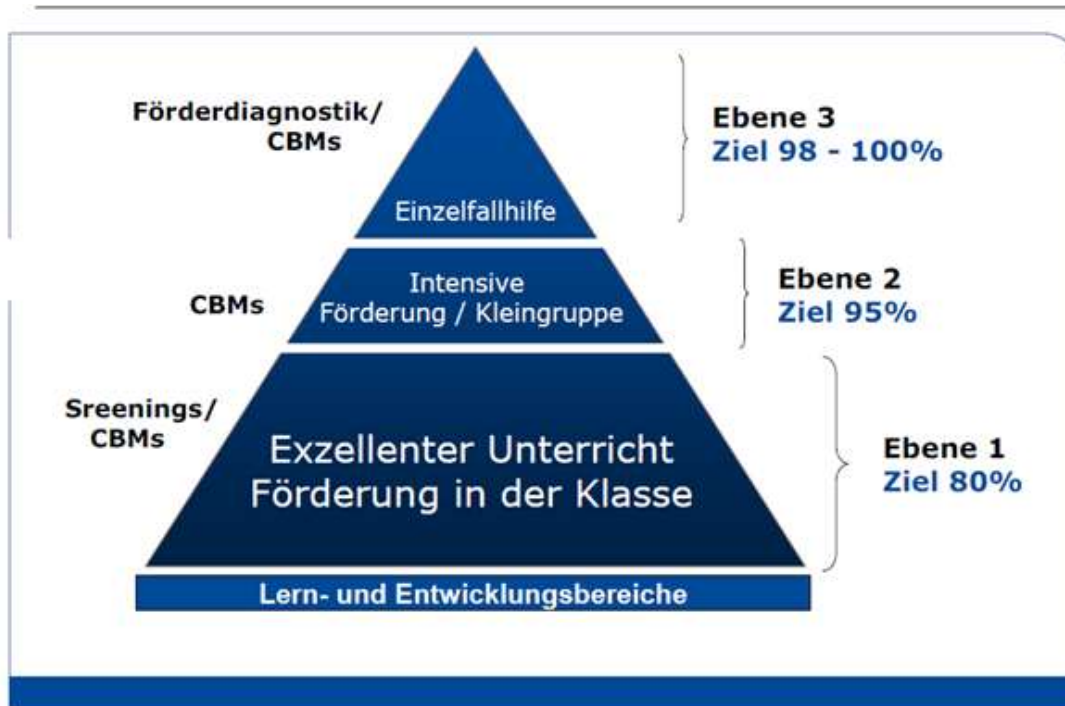 Förderdiagnostik/
CBMs
Einzelfallhilfe
Ebene 3
Ziel 98 - 100%
CBMs
Intensive
Förderung / Kleingruppe
Ebene 2
Ziel 95%
Sreenings/
CBMs
Exzellenter Unterricht
Förderung in der Klasse
Ebene 1
Ziel 80%
Lern- und Entwicklungsbereiche